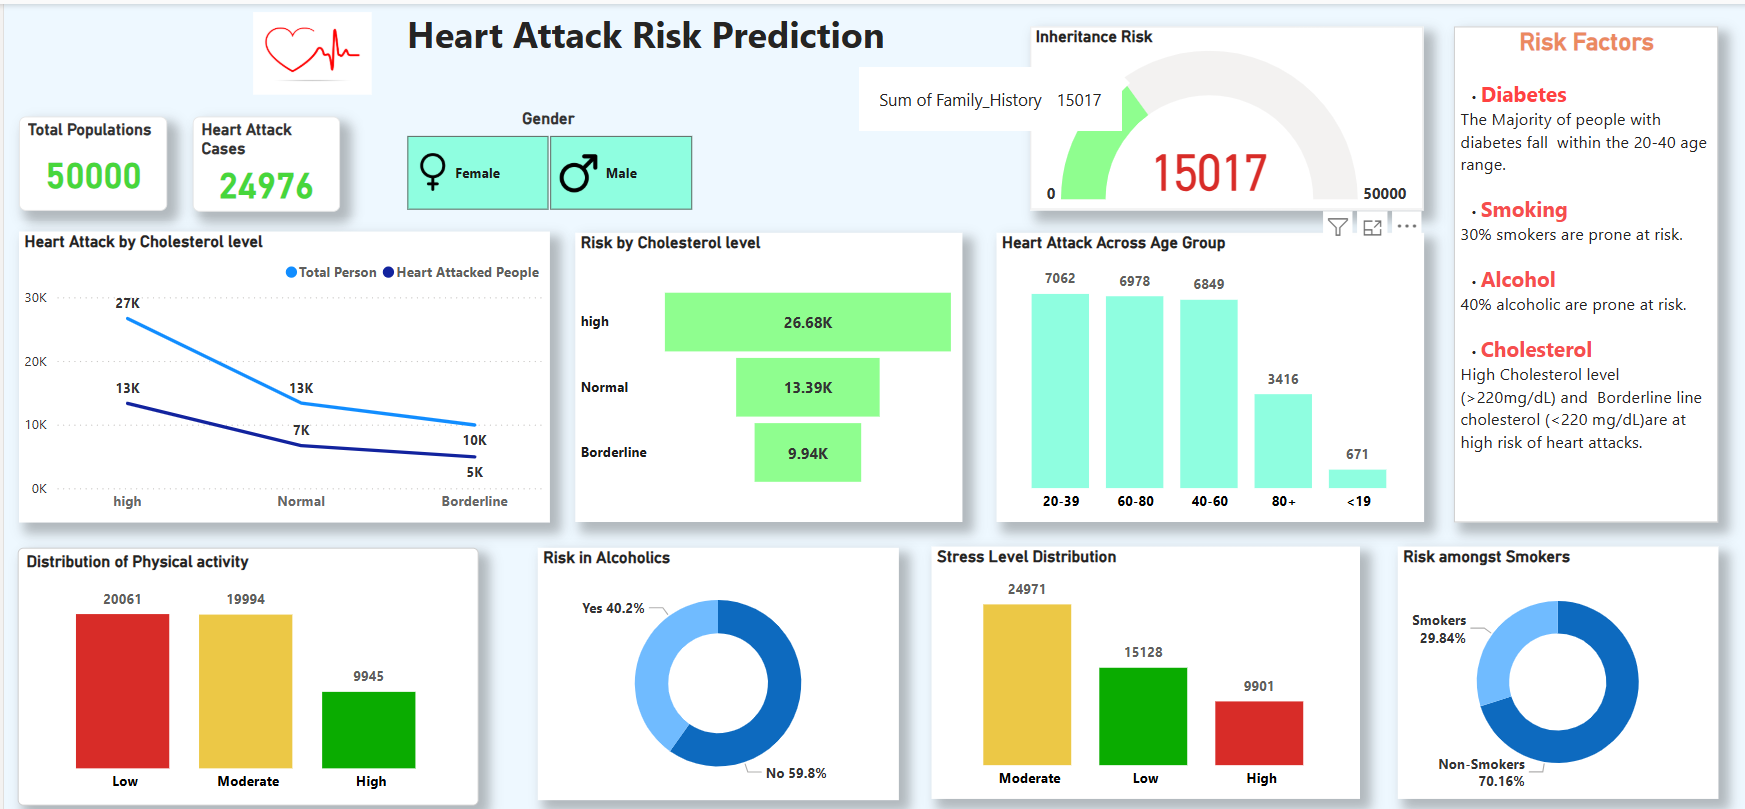 Heart Attack Risk Prediction
Total Populations
50000
Heart Attack
Cases
24976
Gender
Female
Male
Inheritance Risk
Sum of Family_History 15017
15017
0
50000
Risk Factors
• Diabetes
The Majority of people with
diabetes fall within the 20-40 age
range.
• Smoking
30% smokers are prone at risk.
• Alcohol
40% alcoholic are prone at risk.
• Cholesterol
High Cholesterol level
(>220mg/dL) and Borderline line
cholesterol (<220 mg/dL)are at
high risk of heart attacks.
Heart Attack by Cholesterol level
Total Person Heart Attacked People
30K
20K
10K
0K
27K
13K
10K
13K
7K
5K
high Normal Borderline
Risk by Cholesterol level
high 26.68K
Normal 13.39K
Borderline 9.94K
Heart Attack Across Age Group
7062 6978 6849 3416 671
20-39 60-80 40-60 80+ <19
Distribution of Physical activity
20061 19994 9945
Low Moderate High
Risk in Alcoholics
Yes 40.2%
No 59.8%
Stress Level Distribution
24971 15128 9901
Moderate Low High
Risk amongst Smokers
Smokers
29.84%
Non-Smokers
70.16%